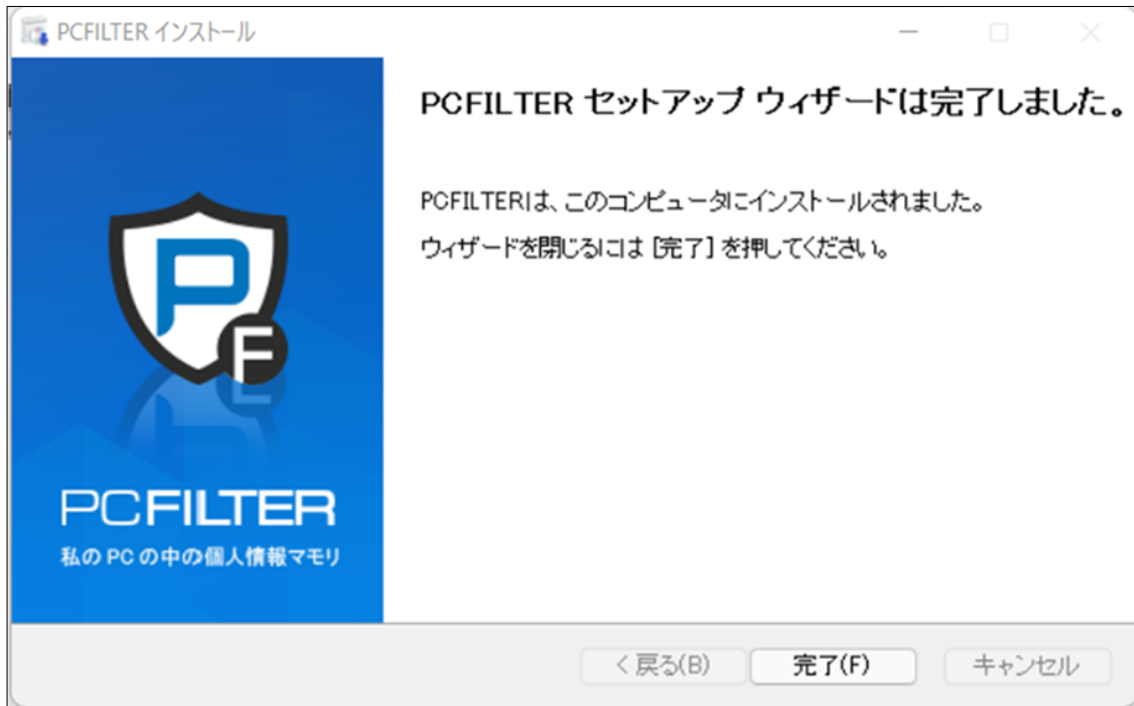 PCFILTER インストール
PCFILTER セットアップ ウィザードは完了しました。
PCFILTERは、このコンピュータにインストールされました。
ウィザードを閉じるには [完了] を押してください。
P
F
PCFILTER
私の PC の中の個人情報マモリ
< 戻る(B)
完了(F)
キャンセル